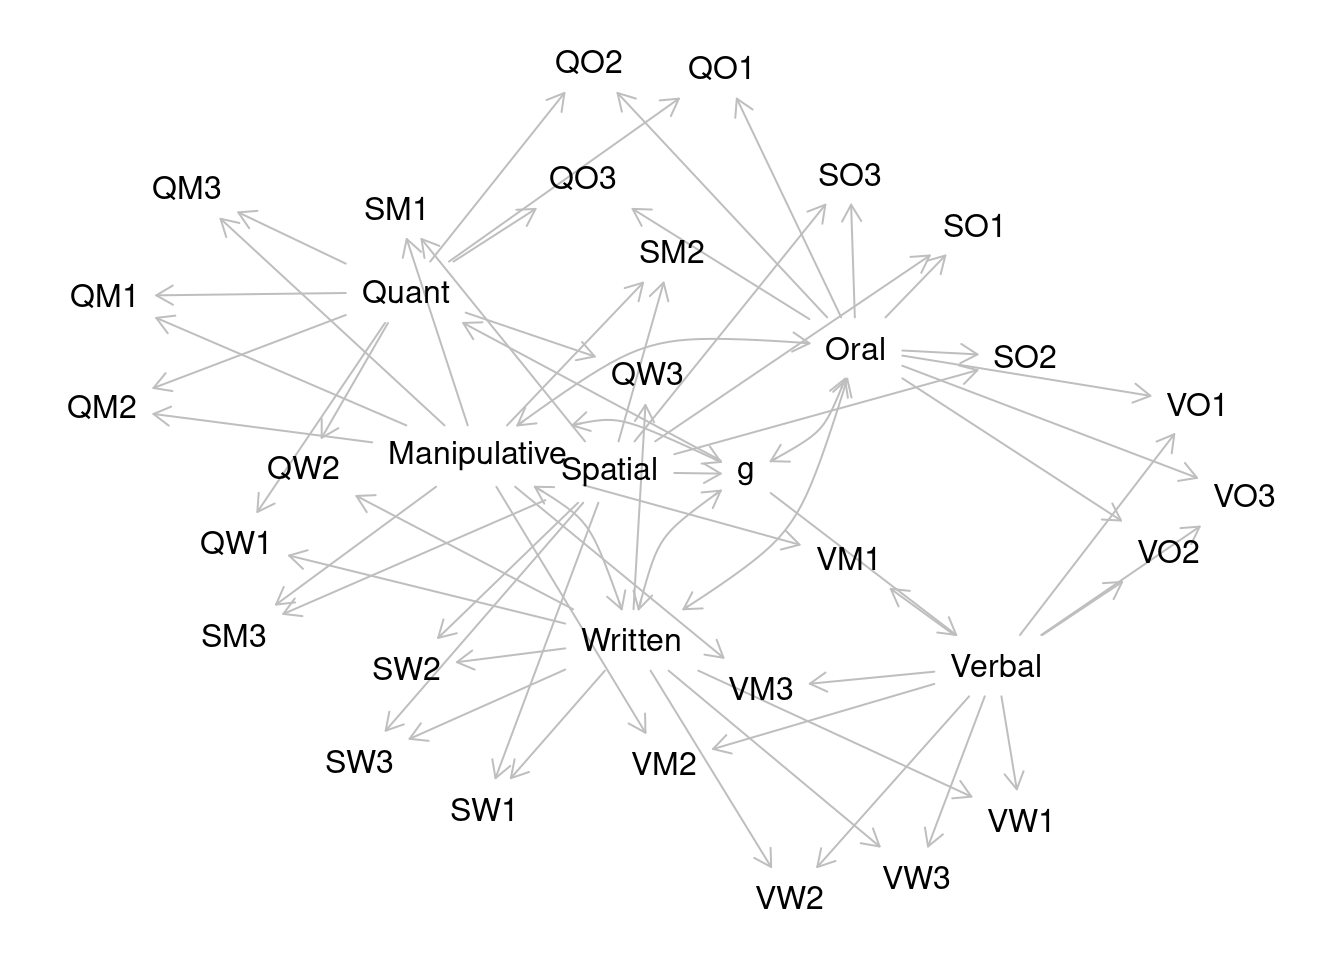 QO2
QO1
QO3
SO3
QM3
SM1
SO1
SM2
Quant
QM1
Oral
SO2
QW3
QM2
VO1
Manipulative
Spatial
g
QW2
VO3
QW1
VM1
VO2
SM3
Written
SW2
Verbal
VM3
SW3
VM2
SW1
VW1
VW3
VW2